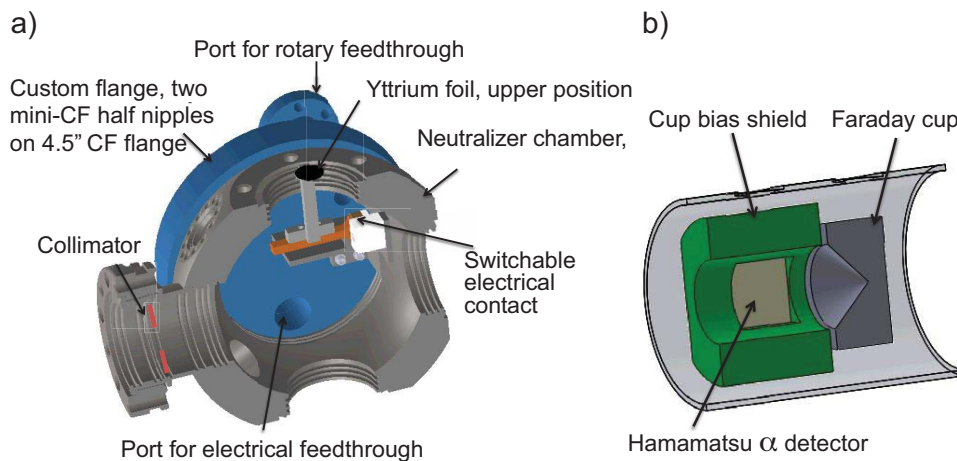 a)
Port for rotary feedthrough
Custom flange, two
mini-CF half nipples
on 4.5" CF flange
Yttrium foil, upper position
Neutralizer chamber,
Collimator
Switchable
electrical
contact
Port for electrical feedthrough
b)
Cup bias shield
Faraday cup
Hamamatsu α detector